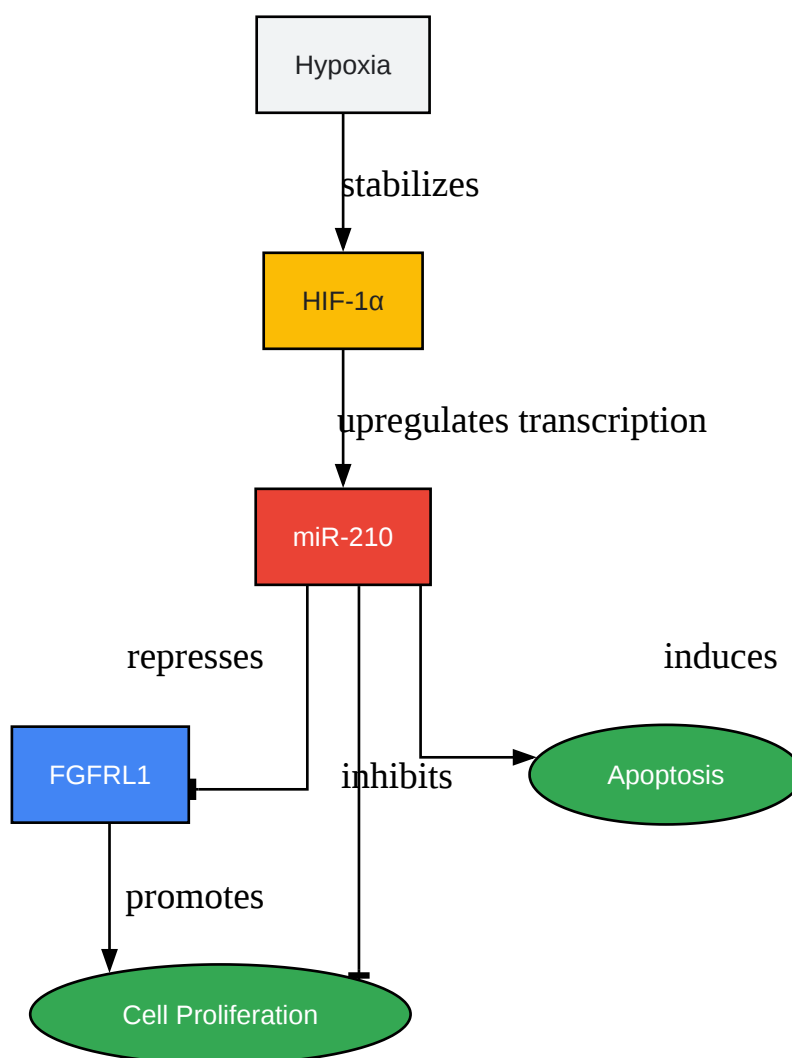 Hypoxia
stabilizes
HIF-1α
upregulates transcription
miR-210
represses
induces
FGFRL1
inhibits
Apoptosis
promotes
Cell Proliferation